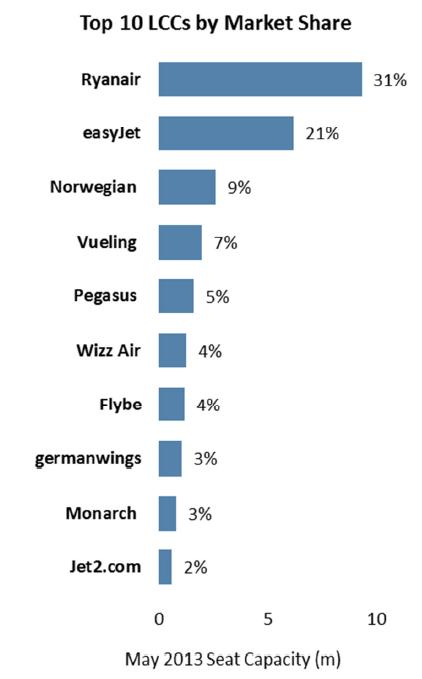 Top 10 LCCs by Market Share
Ryanair 31%
easyJet 21%
Norwegian 9%
Vueling 7%
Pegasus 5%
Wizz Air 4%
Flybe 4%
germanwings 3%
Monarch 3%
Jet2.com 2%
0 5 10
May 2013 Seat Capacity (m)